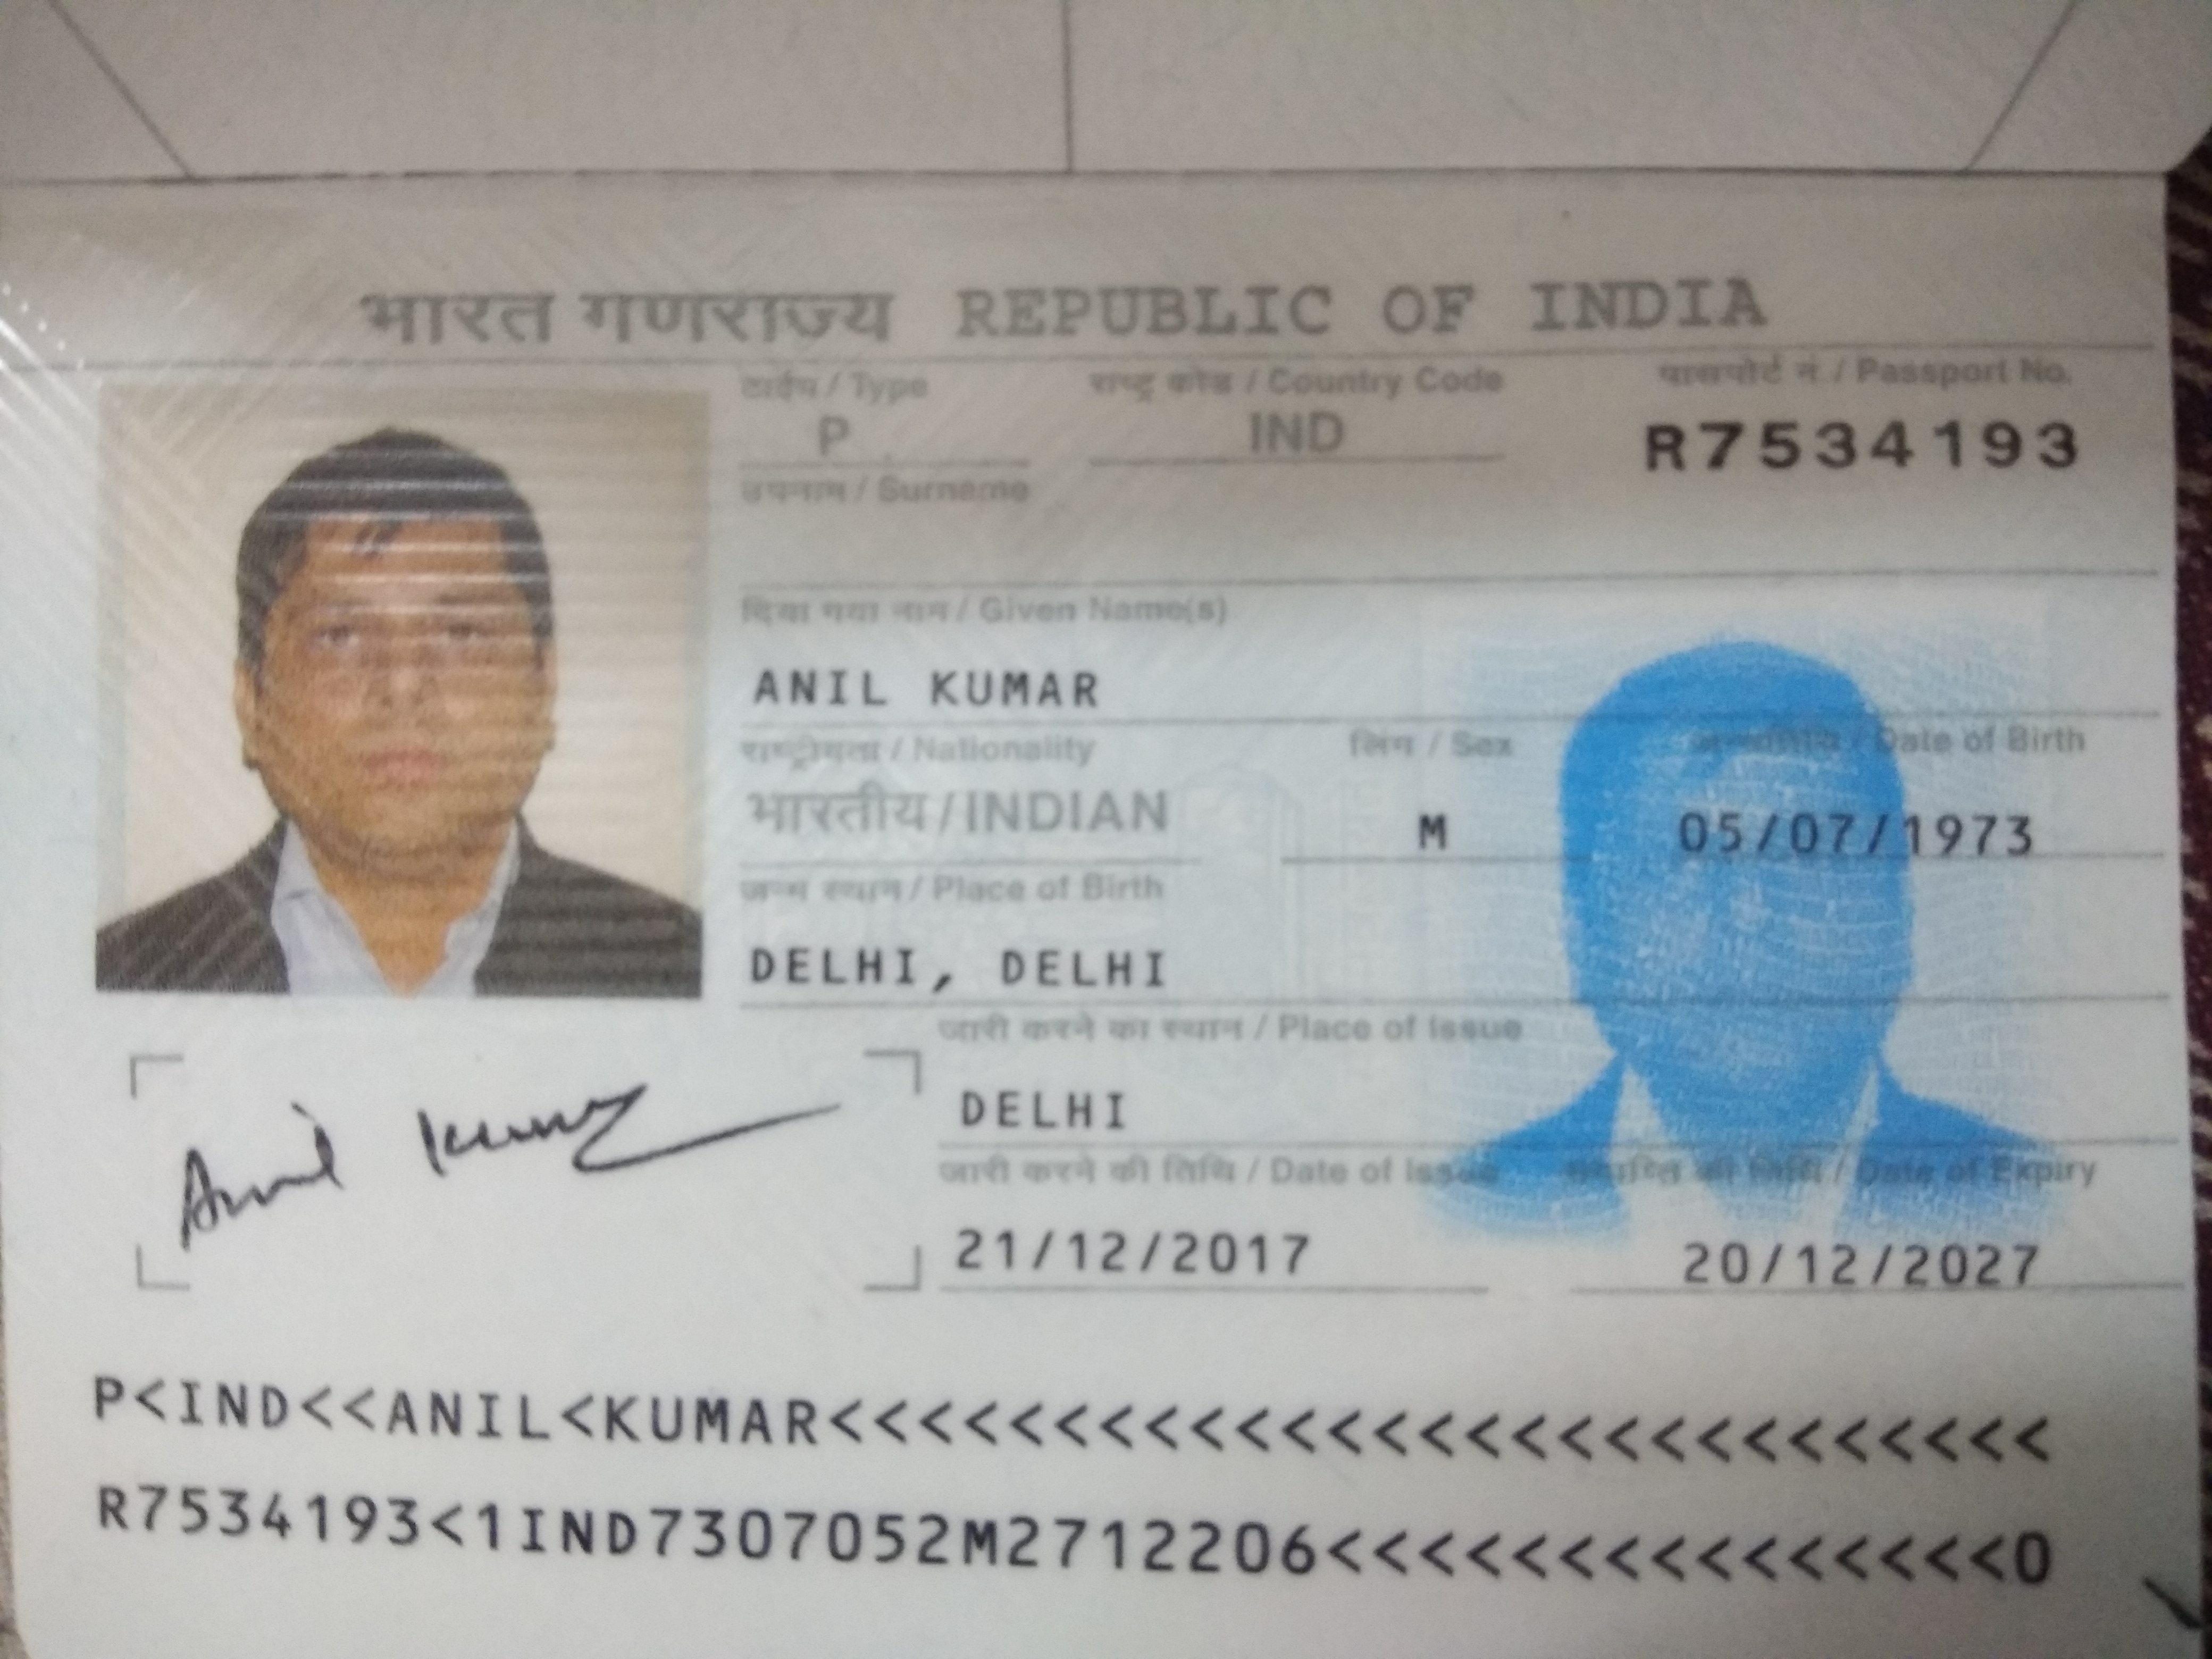 भारत गणराज्य REPUBLIC OF INDIA
टाईप / Type
राष्ट्र कोड / Country Code
पासपोर्ट नं. / Passport No.
P
IND
R7534193
उपनाम / Surname
दिया गया नाम / Given Name(s)
ANIL KUMAR
राष्ट्रीयता / Nationality
लिंग / Sex
/ Date of Birth
भारतीय / INDIAN
M
05/07/1973
जन्म स्थान / Place of Birth
DELHI, DELHI
जारी करने का स्थान / Place of Issue
DELHI
Anil Kumar
जारी करने की तिथि / Date of Issue
की तिथि / Date of Expiry
21/12/2017
20/12/2027
P<IND<<ANIL<KUMAR<<<<<<<<<<<<<<<<<<<<<<<<<<<
R7534193<1IND7307052M2712206<<<<<<<<<<<<<<<0